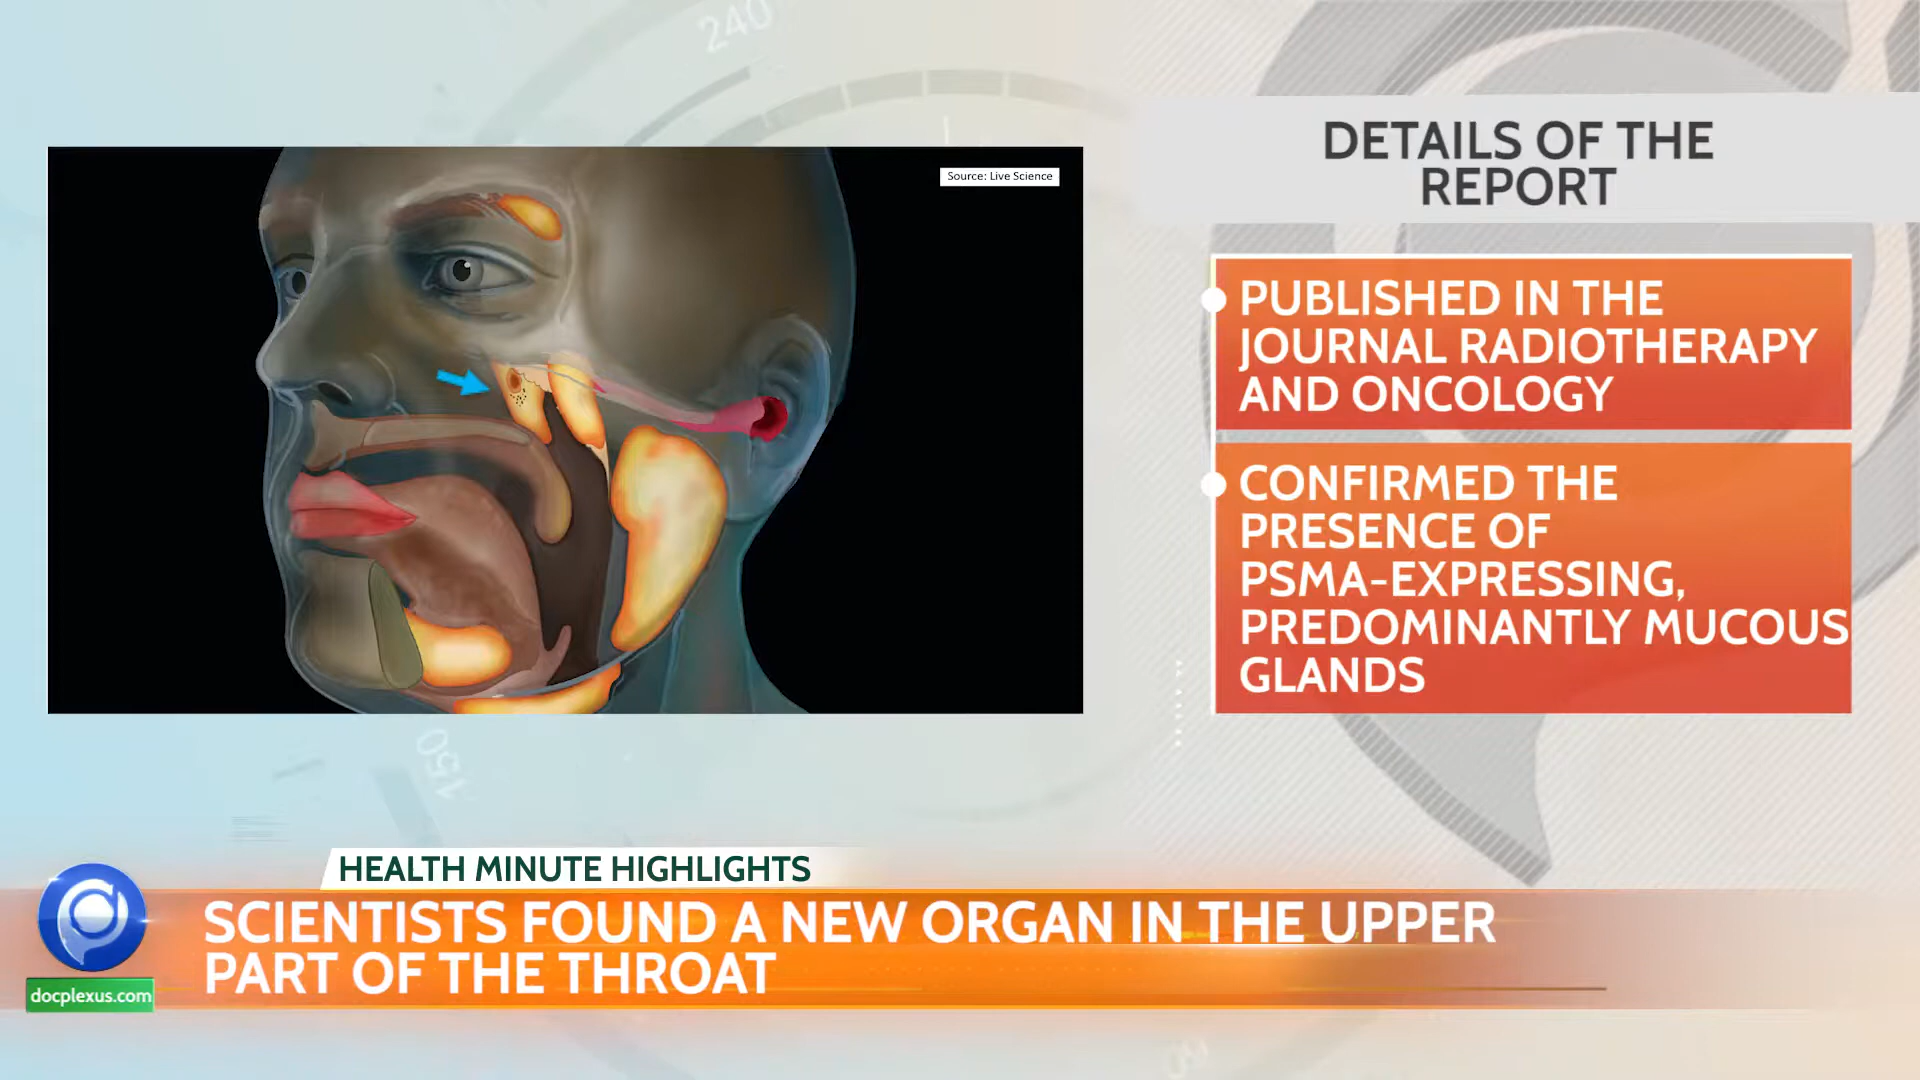 240
Source: Live Science
DETAILS OF THE
REPORT
PUBLISHED IN THE
JOURNAL RADIOTHERAPY
AND ONCOLOGY
CONFIRMED THE
PRESENCE OF
PSMA-EXPRESSING,
PREDOMINANTLY MUCOUS
GLANDS
150
HEALTH MINUTE HIGHLIGHTS
SCIENTISTS FOUND A NEW ORGAN IN THE UPPER
PART OF THE THROAT
docplexus.com